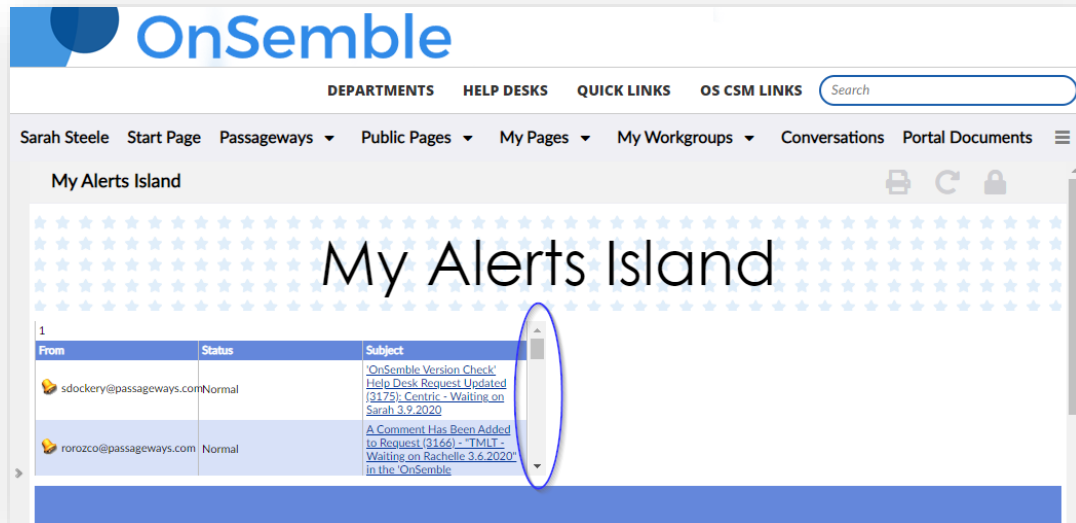 OnSemble
DEPARTMENTS HELP DESKS QUICK LINKS OS CSM LINKS Search
Sarah Steele Start Page Passageways Public Pages My Pages My Workgroups Conversations Portal Documents
My Alerts Island
My Alerts Island
1
From Status Subject
'OnSemble Version Check'
Help Desk Request Updated
sdockery@passageways.com Normal (3175): Centric - Waiting on
Sarah 3.9.2020
A Comment Has Been Added
to Request (3166) - "TMLT -
rorozco@passageways.com Normal Waiting on Rachelle 3.6.2020"
in the 'OnSemble